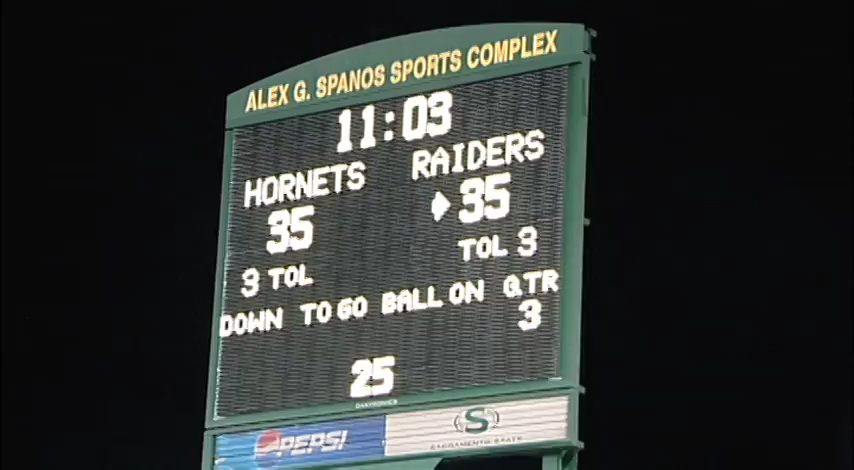 ALEX G. SPANOS SPORTS COMPLEX
11:03
HORNETS RAIDERS
35 35
3 TOL TOL 3
DOWN TO GO BALL ON QTR
3
25
DAKTRONICS
PEPSI
S
SACRAMENTO STATE